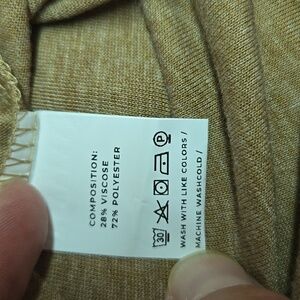 COMPOSITION:
28% VISCOSE
72% POLYESTER
30
P
WASH WITH LIKE COLORS /
MACHINE WASHCOLD /